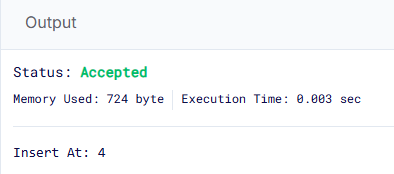 Output
Status: Accepted
Memory Used: 724 byte Execution Time: 0.003 sec
Insert At: 4